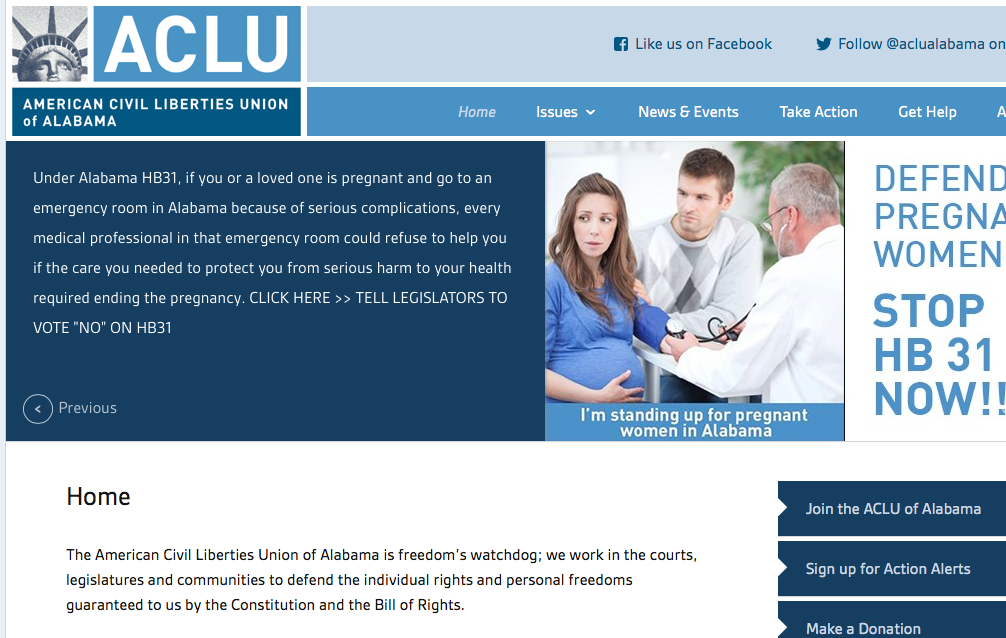 ACLU
AMERICAN CIVIL LIBERTIES UNION
of ALABAMA
Like us on Facebook
Follow @aclualabama on
Home
Issues
News & Events
Take Action
Get Help
A
Under Alabama HB31, if you or a loved one is pregnant and go to an
emergency room in Alabama because of serious complications, every
medical professional in that emergency room could refuse to help you
if the care you needed to protect you from serious harm to your health
required ending the pregnancy. CLICK HERE >> TELL LEGISLATORS TO
VOTE "NO" ON HB31
< Previous
I'm standing up for pregnant
women in Alabama
DEFEND
PREGNA
WOMEN
STOP
HB 31
NOW!!
Home
The American Civil Liberties Union of Alabama is freedom's watchdog; we work in the courts,
legislatures and communities to defend the individual rights and personal freedoms
guaranteed to us by the Constitution and the Bill of Rights.
Join the ACLU of Alabama
Sign up for Action Alerts
Make a Donation